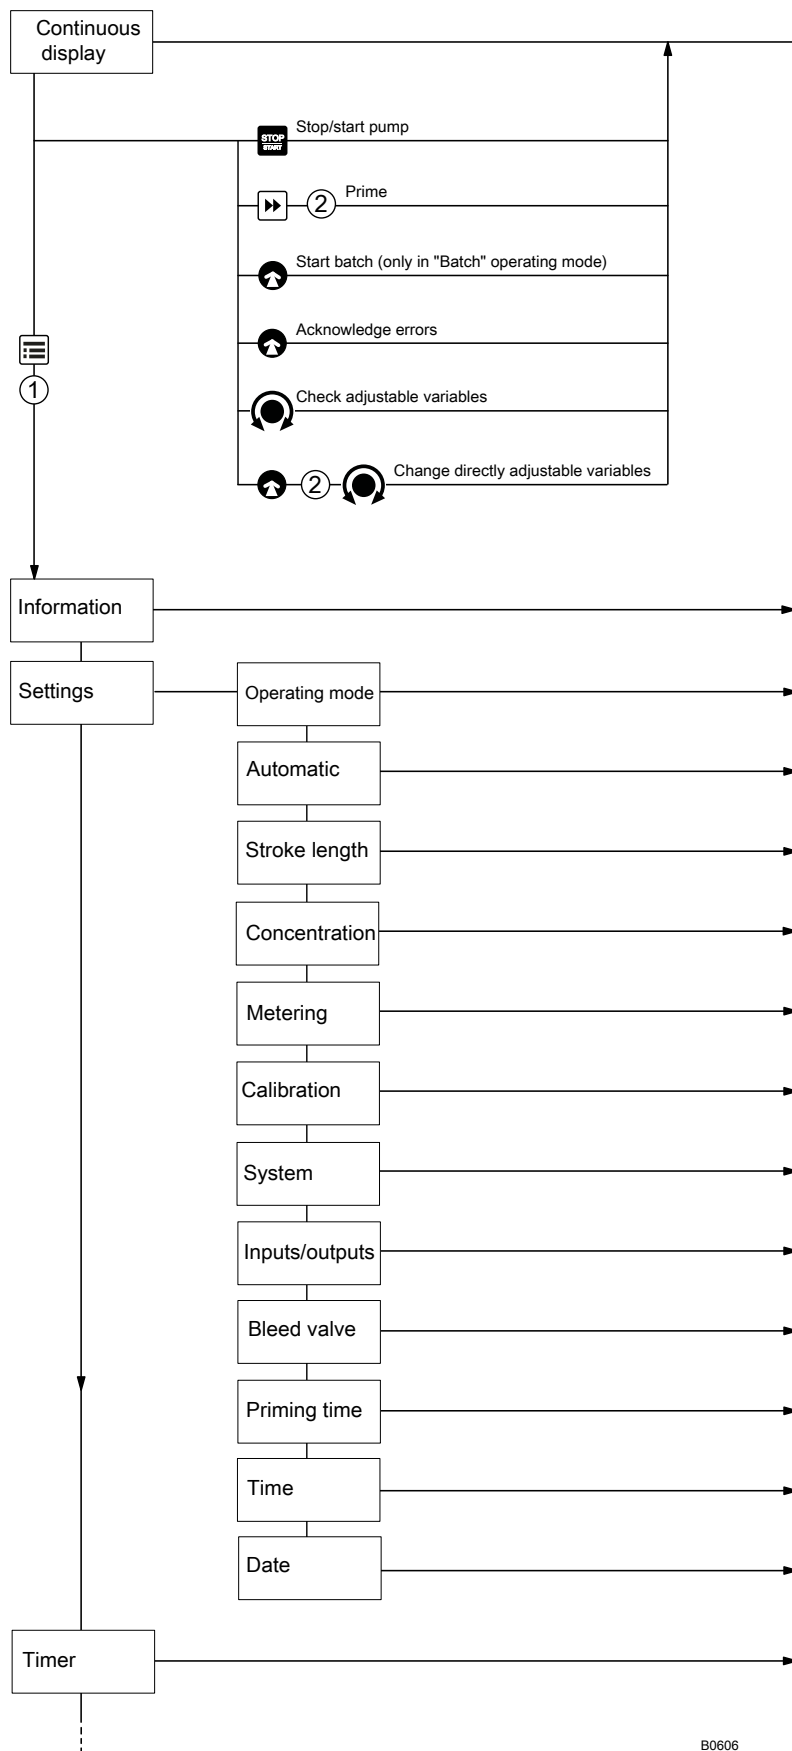 Continuous
display
STOP
START
Stop/start pump
2
Prime
Start batch (only in "Batch" operating mode)
Acknowledge errors
1
Check adjustable variables
2
Change directly adjustable variables
Information
Settings
Operating mode
Automatic
Stroke length
Concentration
Metering
Calibration
System
Inputs/outputs
Bleed valve
Priming time
Time
Date
Timer
B0606